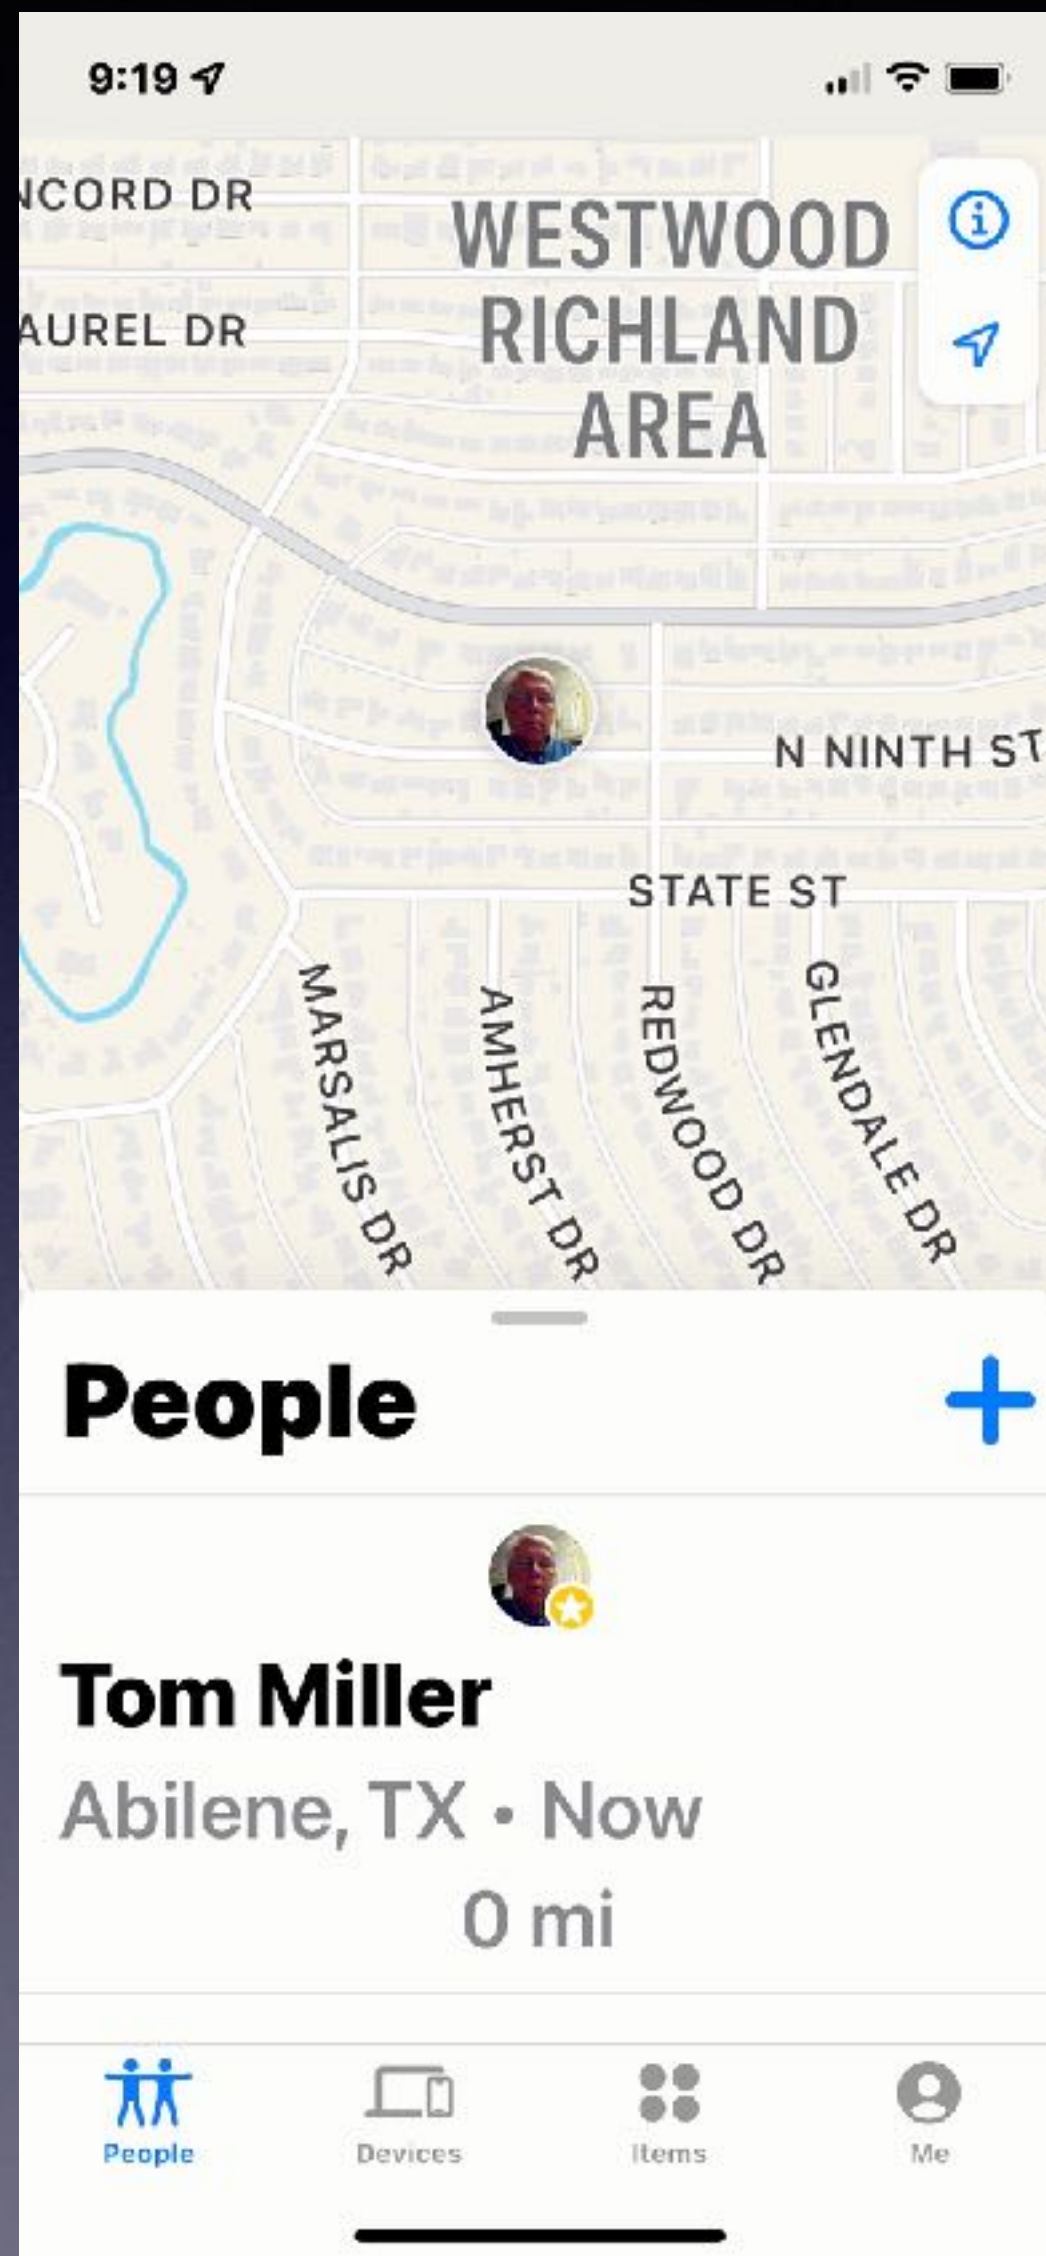 9:19
NCORD DR
WESTWOOD
RICHLAND
AREA
AUREL DR
N NINTH ST
STATE ST
MARSALIS DR
AMHERST DR
REDWOOD DR
GLENDALE DR
People
Tom Miller
Abilene, TX • Now
0 mi
People
Devices
Items
Me